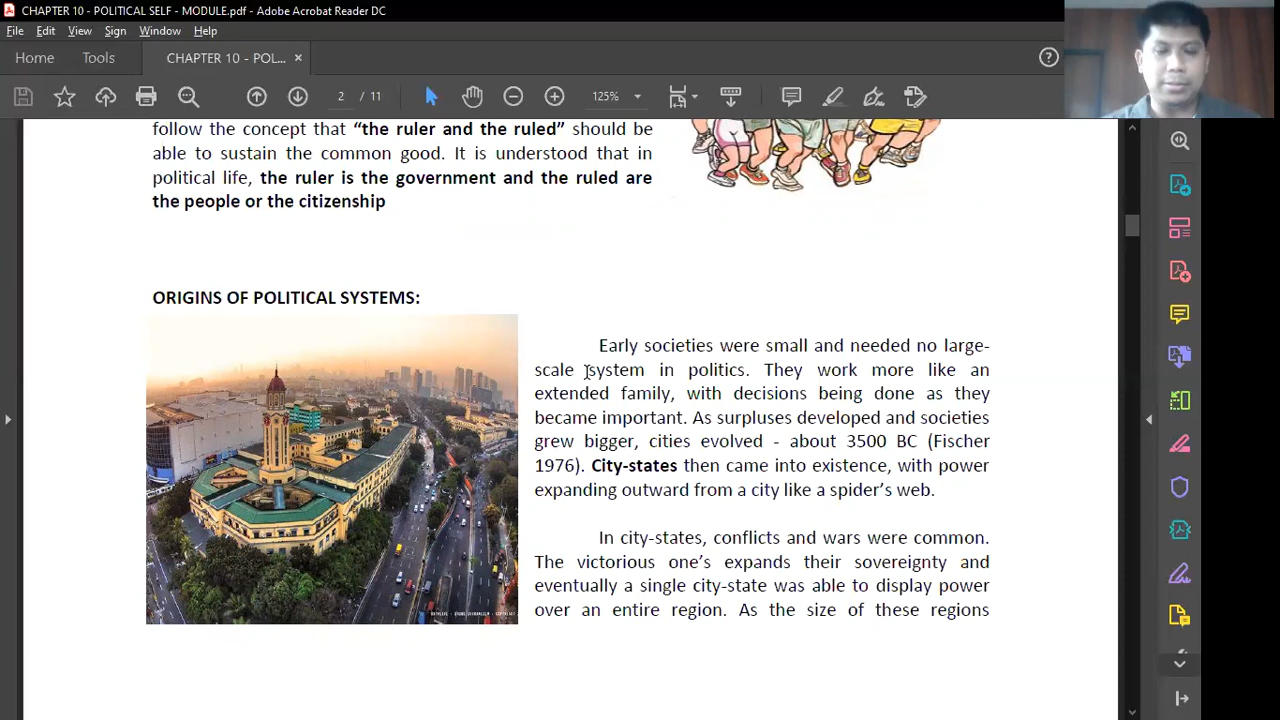 CHAPTER 10 - POLITICAL SELF - MODULE.pdf - Adobe Acrobat Reader DC
File Edit View Sign Window Help
Home Tools CHAPTER 10 - POL... ×
2 / 11 125%
follow the concept that “the ruler and the ruled” should be
able to sustain the common good. It is understood that in
political life, the ruler is the government and the ruled are
the people or the citizenship
ORIGINS OF POLITICAL SYSTEMS:
Early societies were small and needed no large-
scale system in politics. They work more like an
extended family, with decisions being done as they
became important. As surpluses developed and societies
grew bigger, cities evolved - about 3500 BC (Fischer
1976). City-states then came into existence, with power
expanding outward from a city like a spider’s web.
In city-states, conflicts and wars were common.
The victorious one’s expands their sovereignty and
eventually a single city-state was able to display power
over an entire region. As the size of these regions